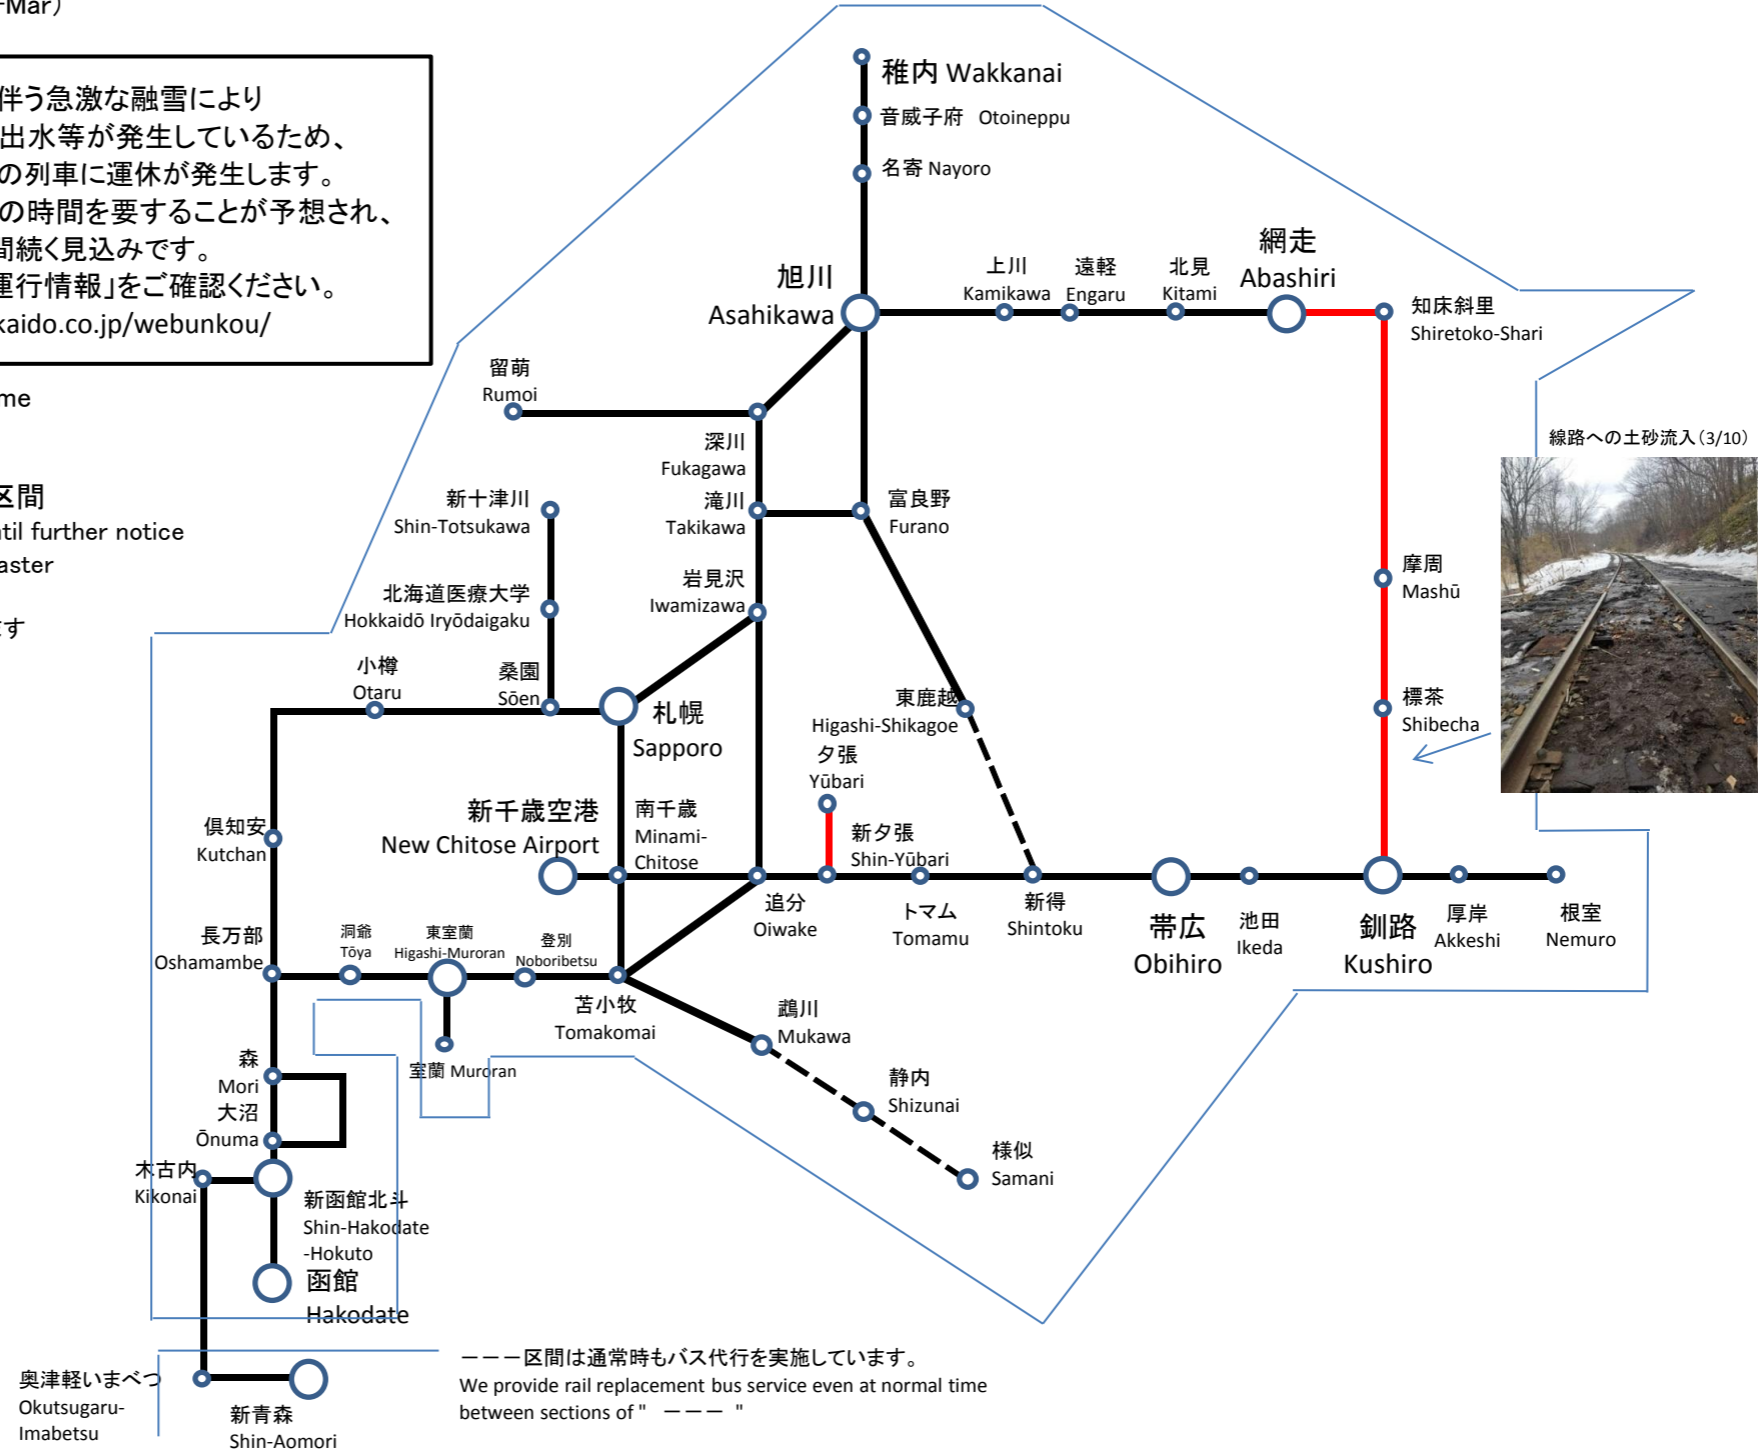 -Mar）
伴う急激な融雪により
出水等が発生しているため、
の列車に運休が発生します。
の時間を要することが予想され、
間続く見込みです。
運行情報」をご確認ください。
kaido.co.jp/webunkou/
me
区間
ntil further notice
aster
す
稚内 Wakkanai
音威子府 Otoineppu
名寄 Nayoro
旭川
Asahikawa
上川
Kamikawa
遠軽
Engaru
北見
Kitami
網走
Abashiri
知床斜里
Shiretoko-Shari
留萌
Rumoi
深川
Fukagawa
線路への土砂流入（3/10）
新十津川
Shin-Totsukawa
滝川
Takikawa
富良野
Furano
北海道医療大学
Hokkaidō Iryōdaigaku
岩見沢
Iwamizawa
摩周
Mashū
小樽
Otaru
桑園
Sōen
札幌
Sapporo
東鹿越
Higashi-Shikagoe
標茶
Shibecha
夕張
Yūbari
倶知安
Kutchan
新千歳空港
New Chitose Airport
南千歳
Minami-
Chitose
新夕張
Shin-Yūbari
追分
Oiwake
トマム
Tomamu
新得
Shintoku
帯広
Obihiro
池田
Ikeda
釧路
Kushiro
厚岸
Akkeshi
根室
Nemuro
長万部
Oshamambe
洞爺
Tōya
東室蘭
Higashi-Muroran
登別
Noboribetsu
苫小牧
Tomakomai
鵡川
Mukawa
室蘭 Muroran
森
Mori
大沼
Ōnuma
静内
Shizunai
様似
Samani
木古内
Kikonai
新函館北斗
Shin-Hakodate
-Hokuto
函館
Hakodate
奥津軽いまべつ
Okutsugaru-
Imabetsu
新青森
Shin-Aomori
－－－区間は通常時もバス代行を実施しています。
We provide rail replacement bus service even at normal time
between sections of " －－－ "